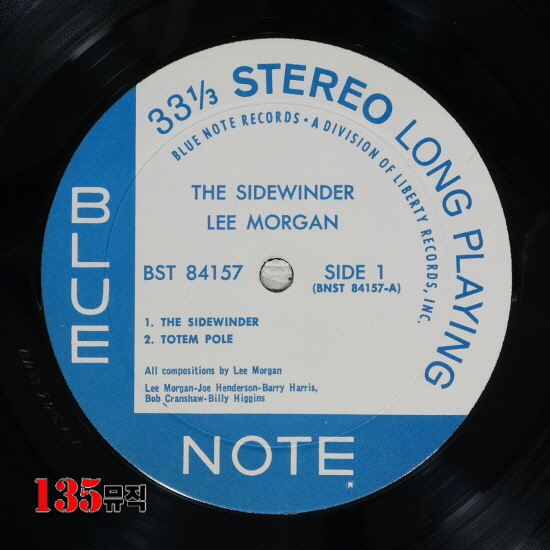 33⅓ STEREO LONG PLAYING
BLUE NOTE RECORDS • A DIVISION OF LIBERTY RECORDS, INC.
THE SIDEWINDER
LEE MORGAN
BST 84157 SIDE 1
(BNST 84157-A)
1. THE SIDEWINDER
2. TOTEM POLE
All compositions by Lee Morgan
Lee Morgan-Joe Henderson-Barry Harris,
Bob Cranshaw-Billy Higgins
BLUE
NOTE
®
135뮤직